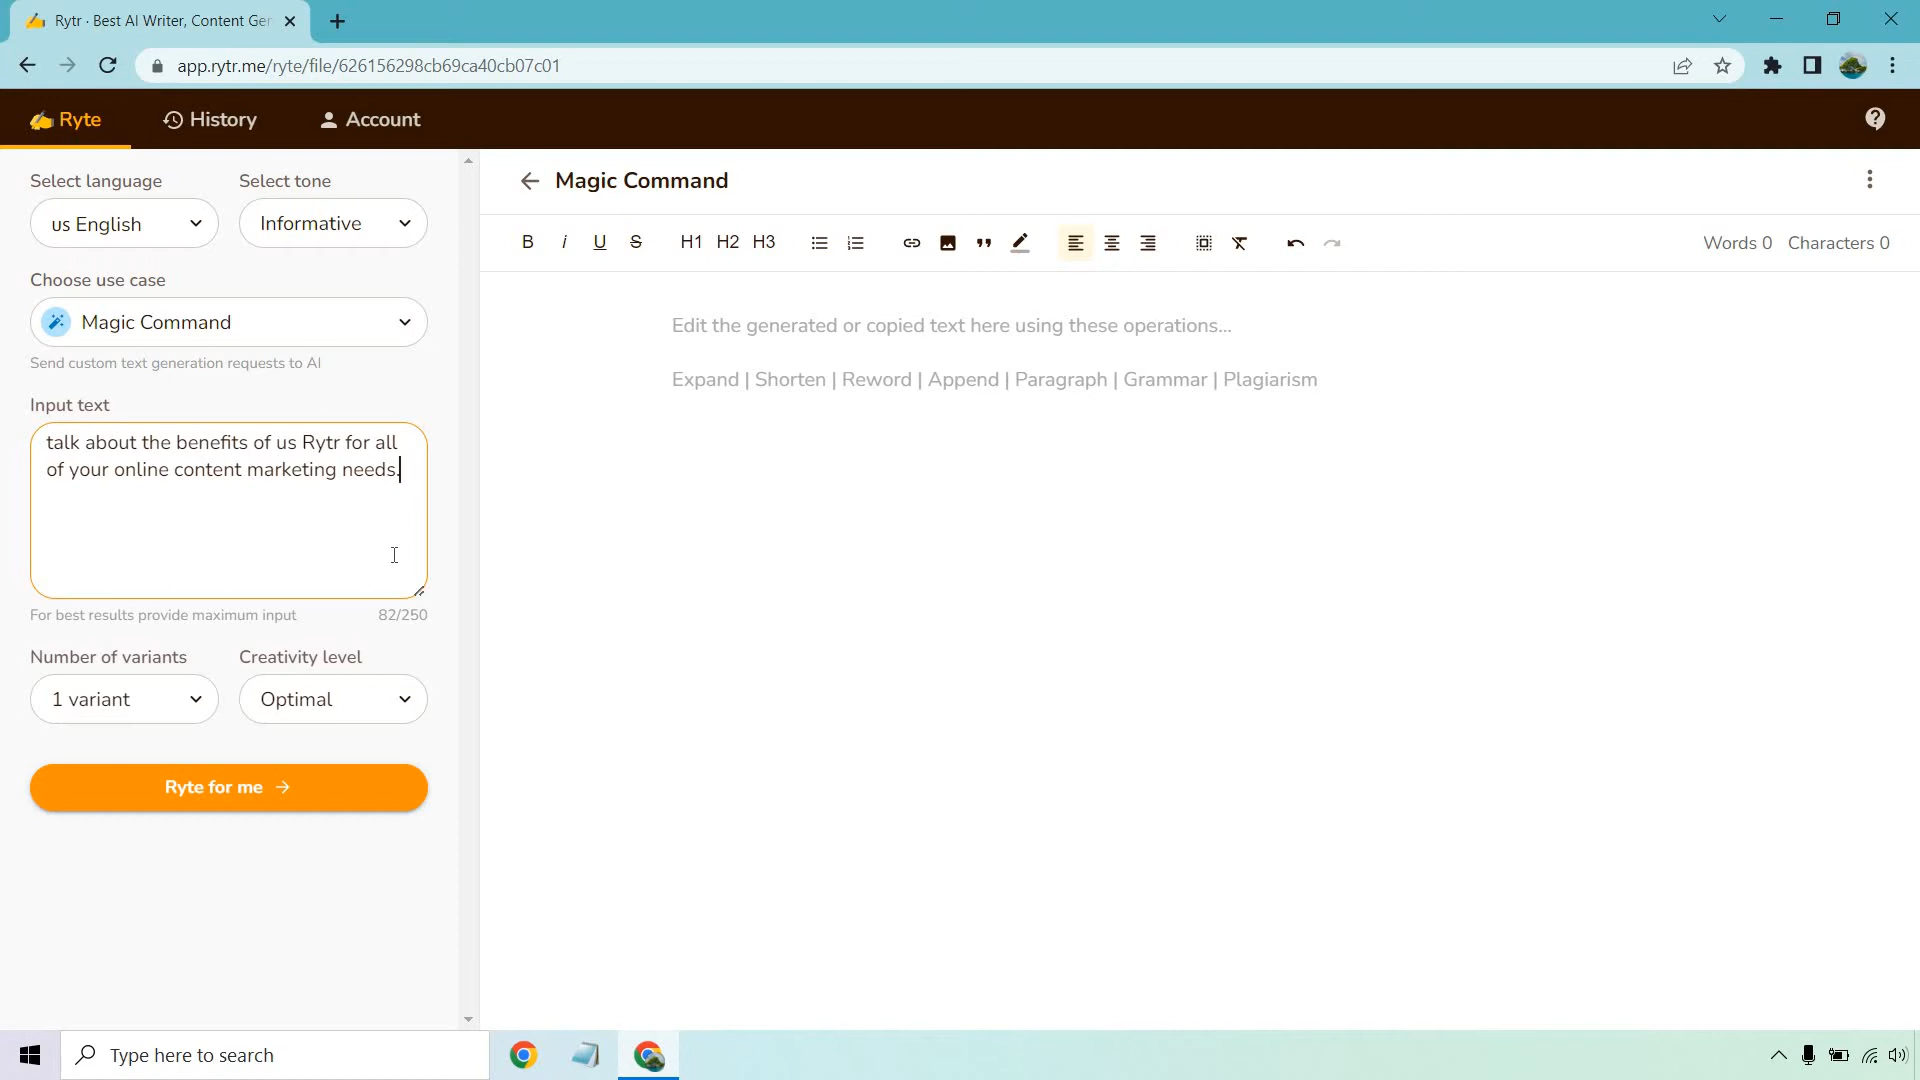 Rytr · Best AI Writer, Content Gen
app.rytr.me/ryte/file/626156298cb69ca40cb07c01
Ryte
History
Account
Select language
Select tone
us English
Informative
Choose use case
Magic Command
Send custom text generation requests to AI
Input text
talk about the benefits of us Rytr for all
of your online content marketing needs.
For best results provide maximum input
82/250
Number of variants
Creativity level
1 variant
Optimal
Ryte for me →
Magic Command
B i U S H1 H2 H3
Words 0 Characters 0
Edit the generated or copied text here using these operations...
Expand | Shorten | Reword | Append | Paragraph | Grammar | Plagiarism
Type here to search